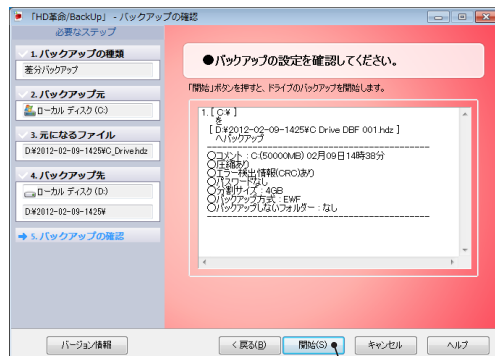 「HD革命/BackUp」 - バックアップの確認
必要なステップ
1. バックアップの種類
差分バックアップ
2. バックアップ元
ローカル ディスク (C:)
3. 元になるファイル
D:¥2012-02-09-1425¥C_Drive.hdz
4. バックアップ先
ローカル ディスク (D:)
D:¥2012-02-09-1425¥
5. バックアップの確認
●バックアップの設定を確認してください。
「開始」ボタンを押すと、ドライブのバックアップを開始します。
1. [ C:¥ ]
を
[ D:¥2012-02-09-1425¥C Drive DBF 001.hdz ]
へバックアップ
○コメント : C:(50000MB) 02月09日14時38分
○圧縮あり
○エラー検出情報(CRC)あり
○パスワードなし
○分割サイズ : 4GB
○バックアップ方式 : EWF
○バックアップしないフォルダー : なし
バージョン情報
< 戻る(B)
開始(S)
キャンセル
ヘルプ